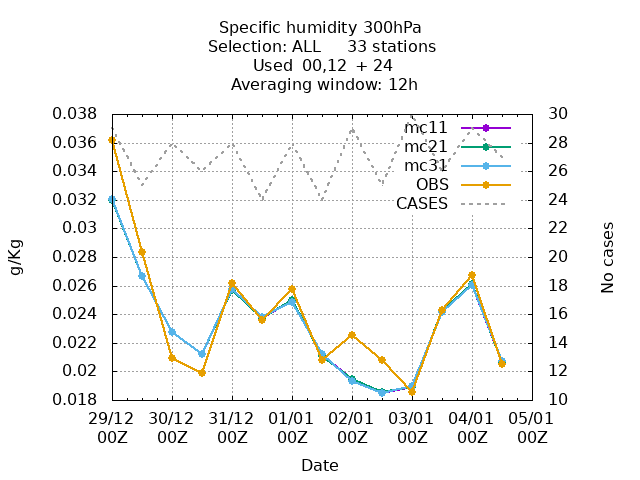 Specific humidity 300hPa
Selection: ALL 33 stations
Used 00,12 + 24
Averaging window: 12h
0.038 30
0.036 28
0.034 26
0.032 24
0.03 22
0.028 20
0.026 18
0.024 16
0.022 14
0.02 12
0.018 10
mc11
mc21
mc31
OBS
CASES
g/Kg
No cases
29/12 30/12 31/12 01/01 02/01 03/01 04/01 05/01
00Z 00Z 00Z 00Z 00Z 00Z 00Z 00Z
Date